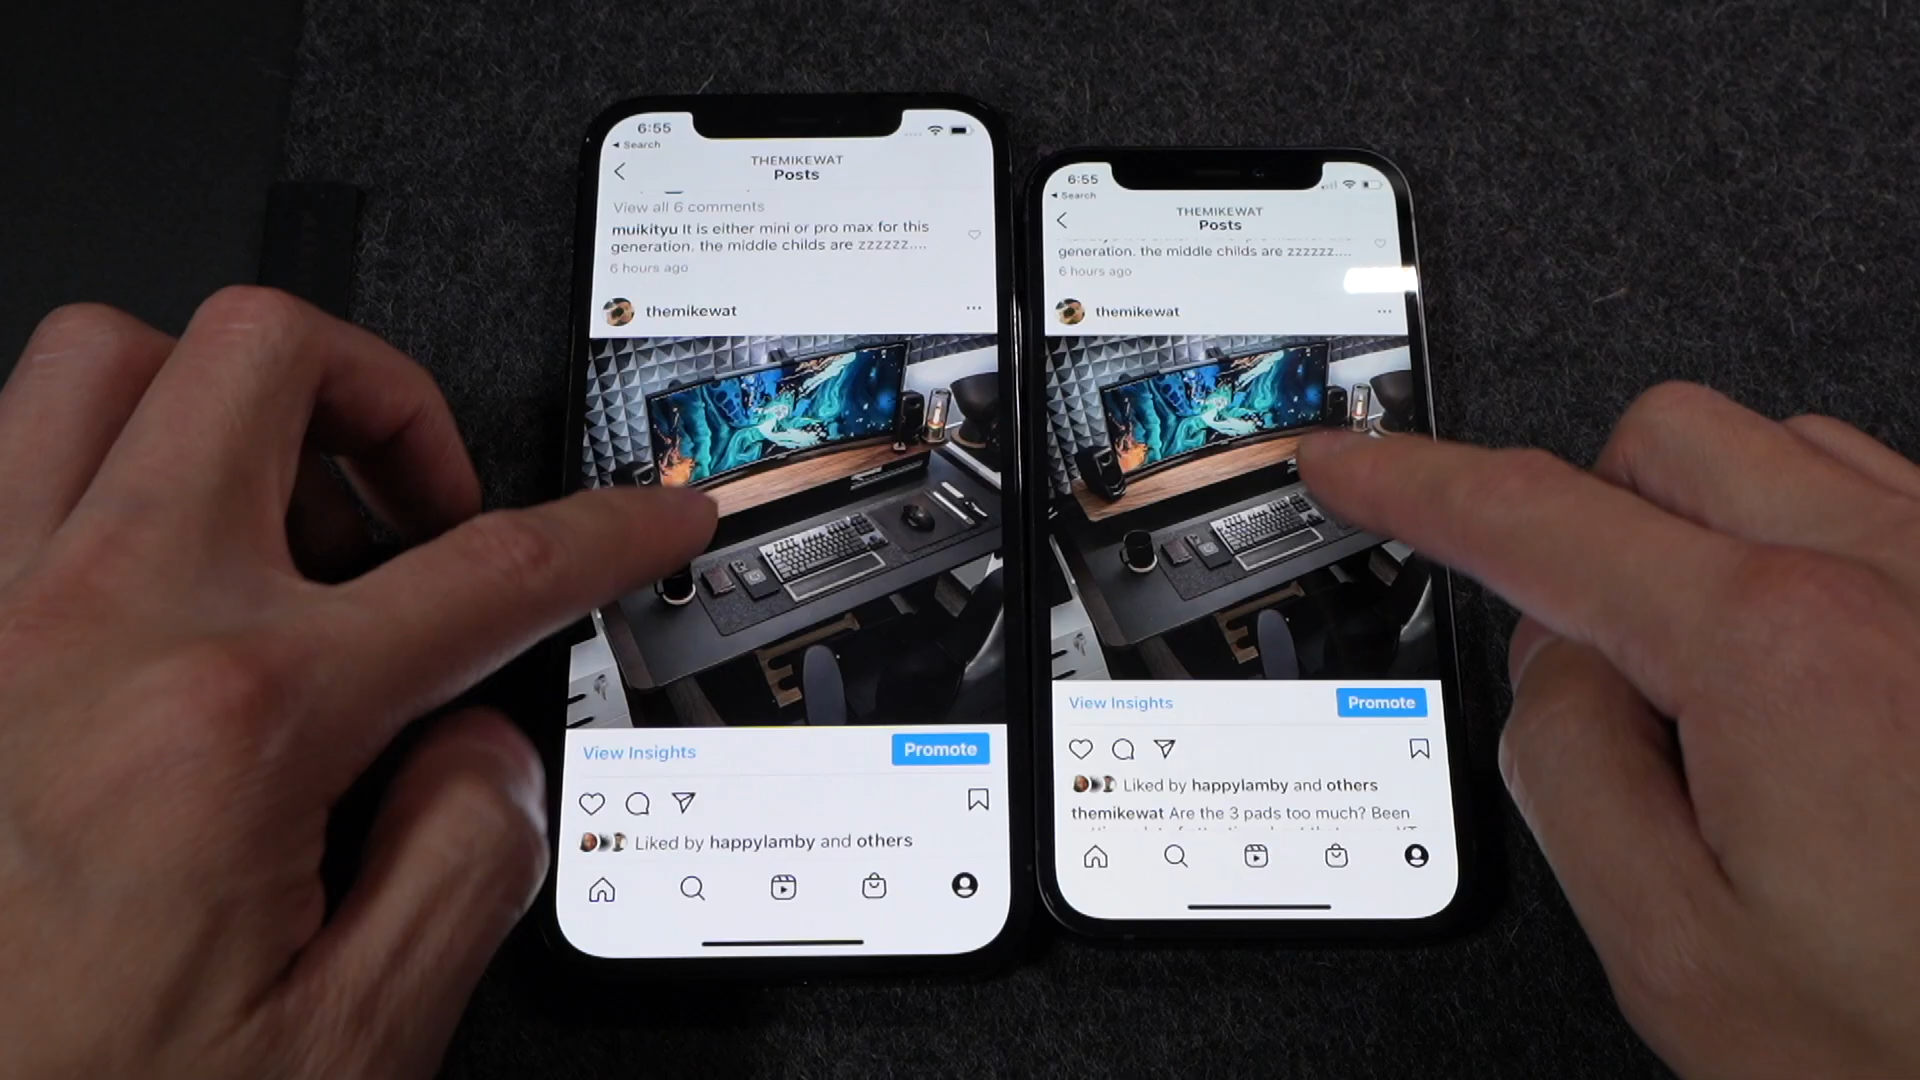 6:55
◂ Search
THEMIKEWAT
Posts
View all 6 comments
muikityu It is either mini or pro max for this
generation. the middle childs are zzzzzz....
6 hours ago
themikewat
View Insights
Promote
Liked by happylamby and others
6:55
◂ Search
THEMIKEWAT
Posts
generation. the middle childs are zzzzzz....
6 hours ago
themikewat
View Insights
Promote
Liked by happylamby and others
themikewat Are the 3 pads too much? Been